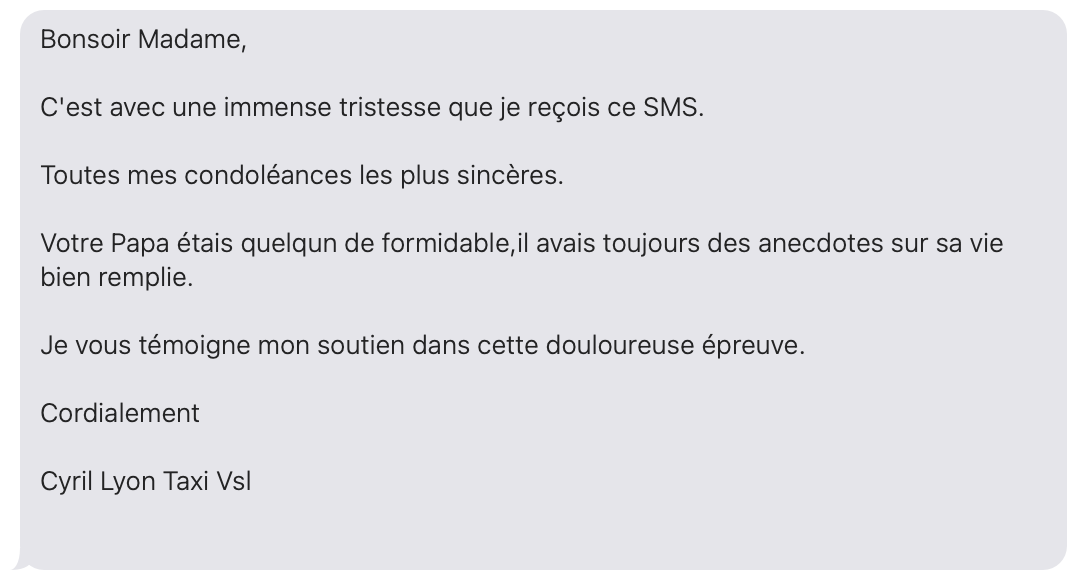 Bonsoir Madame,
C'est avec une immense tristesse que je reçois ce SMS.
Toutes mes condoléances les plus sincères.
Votre Papa étais quelqun de formidable,il avais toujours des anecdotes sur sa vie
bien remplie.
Je vous témoigne mon soutien dans cette douloureuse épreuve.
Cordialement
Cyril Lyon Taxi Vsl